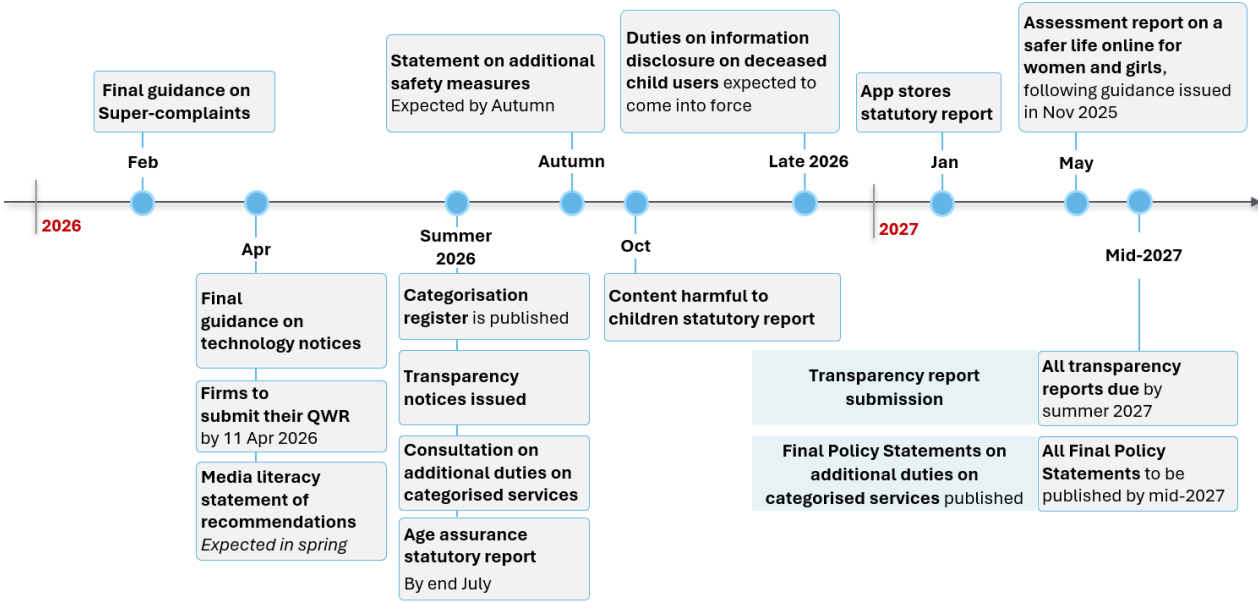 Final guidance on
Super-complaints
Feb
Statement on additional
safety measures
Expected by Autumn
Autumn
Duties on information
disclosure on deceased
child users expected to
come into force
Late 2026
App stores
statutory report
Jan
Assessment report on a
safer life online for
women and girls,
following guidance issued
in Nov 2025
May
2026
2027
Apr
Final
guidance on
technology notices
Firms to
submit their QWR
by 11 Apr 2026
Media literacy
statement of
recommendations
Expected in spring
Summer
2026
Categorisation
register is published
Transparency
notices issued
Consultation on
additional duties on
categorised services
Age assurance
statutory report
By end July
Oct
Content harmful to
children statutory report
Mid-2027
Transparency report
submission
All transparency
reports due by
summer 2027
Final Policy Statements on
additional duties on
categorised services published
All Final Policy
Statements to be
published by mid-2027